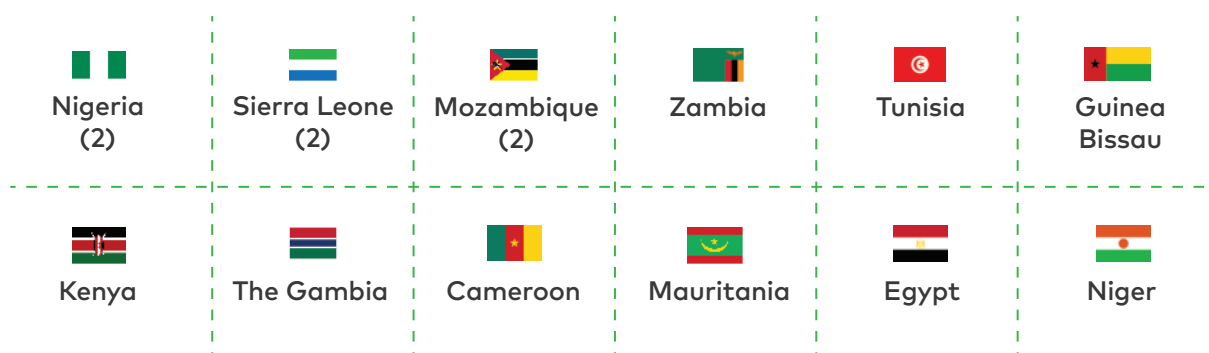 Nigeria
(2)
Sierra Leone
(2)
Mozambique
(2)
Zambia
Tunisia
Guinea
Bissau
Kenya
The Gambia
Cameroon
Mauritania
Egypt
Niger